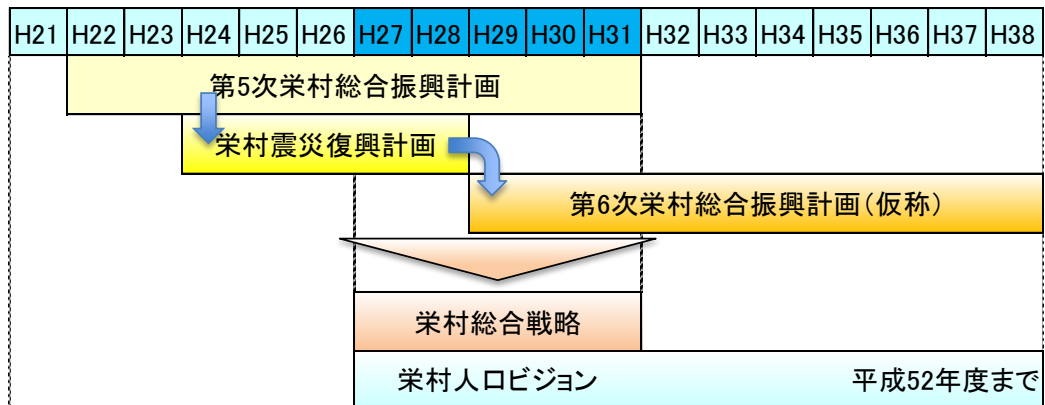 H21 H22 H23 H24 H25 H26 H27 H28 H29 H30 H31 H32 H33 H34 H35 H36 H37 H38
第5次栄村総合振興計画
栄村震災復興計画
第6次栄村総合振興計画(仮称)
栄村総合戦略
栄村人ロビジョン 平成52年度まで